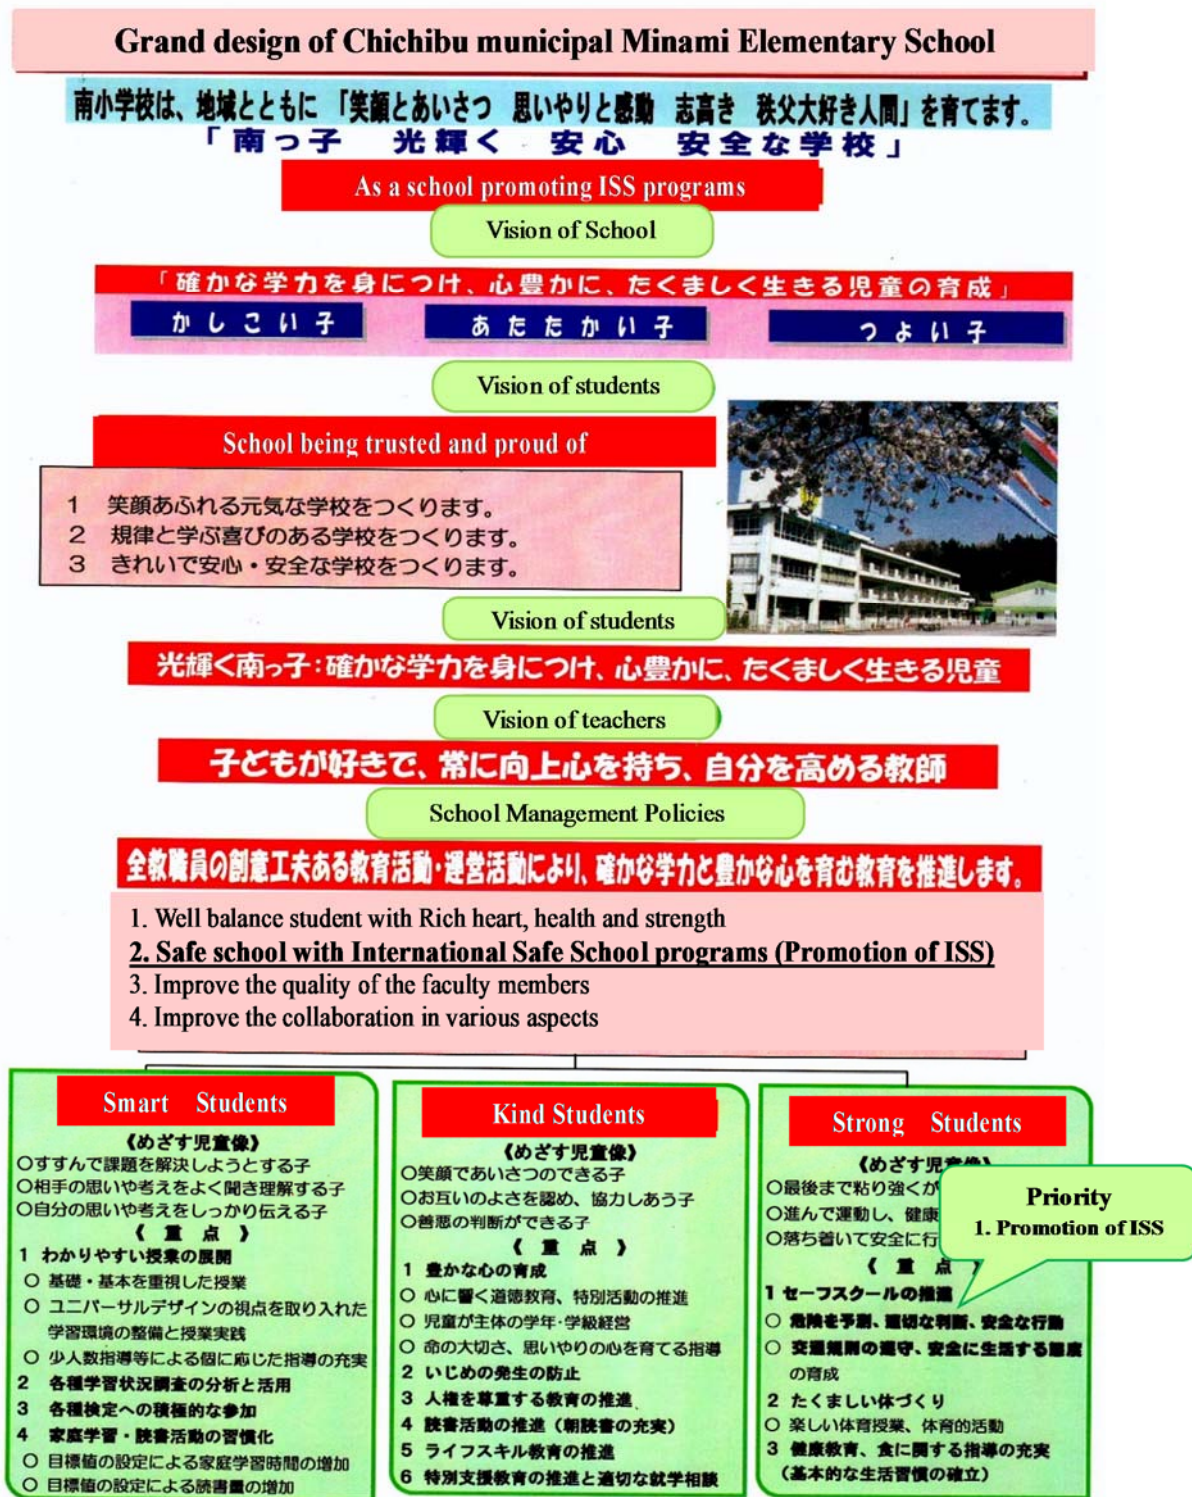 Grand design of Chichibu municipal Minami Elementary School
南小学校は、地域とともに「笑顔とあいさつ 思いやりと感動 志高き 秩父大好き人間」を育てます。
「南っ子 光輝く 安心 安全な学校」
As a school promoting ISS programs
Vision of School
「確かな学力を身につけ、心豊かに、たくましく生きる児童の育成」
かしこい子
あたたかい子
つよい子
Vision of students
School being trusted and proud of
1 笑顔あふれる元気な学校をつくります。
2 規律と学ぶ喜びのある学校をつくります。
3 きれいで安心・安全な学校をつくります。
Vision of students
光輝く南っ子：確かな学力を身につけ、心豊かに、たくましく生きる児童
Vision of teachers
子どもが好きで、常に向上心を持ち、自分を高める教師
School Management Policies
全教職員の創意工夫ある教育活動・運営活動により、確かな学力と豊かな心を育む教育を推進します。
1. Well balance student with Rich heart, health and strength
2. Safe school with International Safe School programs (Promotion of ISS)
3. Improve the quality of the faculty members
4. Improve the collaboration in various aspects
Smart Students
《めざす児童像》
○すすんで課題を解決しようとする子
○相手の思いや考えをよく聞き理解する子
○自分の思いや考えをしっかり伝える子
《 重 点 》
1 わかりやすい授業の展開
○ 基礎・基本を重視した授業
○ ユニバーサルデザインの視点を取り入れた
学習環境の整備と授業実践
○ 少人数指導等による個に応じた指導の充実
2 各種学習状況調査の分析と活用
3 各種検定への積極的な参加
4 家庭学習・読書活動の習慣化
○ 目標値の設定による家庭学習時間の増加
○ 目標値の設定による読書量の増加
Kind Students
《めざす児童像》
○笑顔であいさつのできる子
○お互いのよさを認め、協力しあう子
○善悪の判断ができる子
《 重 点 》
1 豊かな心の育成
○ 心に響く道徳教育、特別活動の推進
○ 児童が主体の学年・学級経営
○ 命の大切さ、思いやりの心を育てる指導
2 いじめの発生の防止
3 人権を尊重する教育の推進
4 読書活動の推進（朝読書の充実）
5 ライフスキル教育の推進
6 特別支援教育の推進と適切な就学相談
Strong Students
《めざす児童像》
○最後まで粘り強くが
○進んで運動し、健康
○落ち着いて安全に行
Priority
1. Promotion of ISS
《 重 点
1 セーフスクールの推進
○ 危険を予測、適切な判断、安全な行動
○ 交通規則の遵守、安全に生活する態度
の育成
2 たくましい体づくり
○ 楽しい体育授業、体育的活動
3 健康教育、食に関する指導の充実
（基本的な生活習慣の確立）